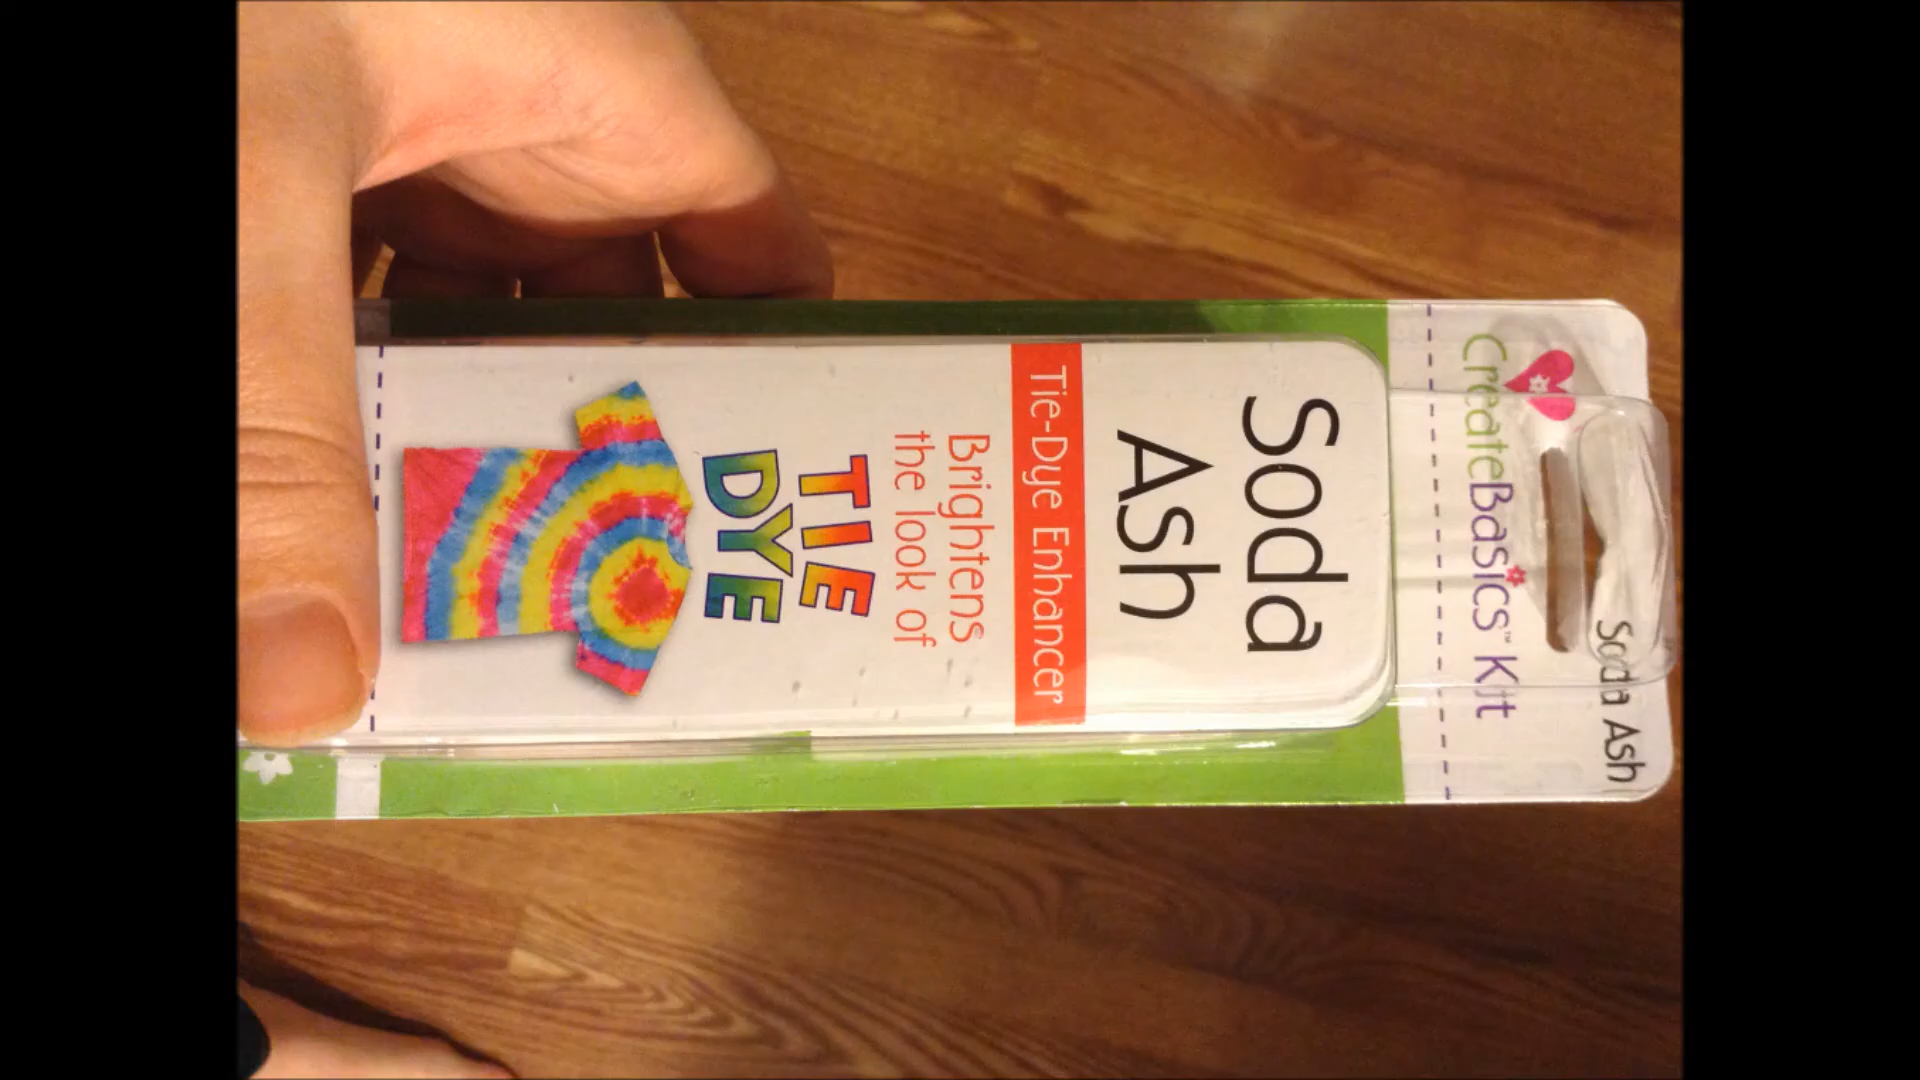 Soda Ash
CreateBasics™ Kit
Soda
Ash
Tie-Dye Enhancer
Brightens
the look of
TIE
DYE